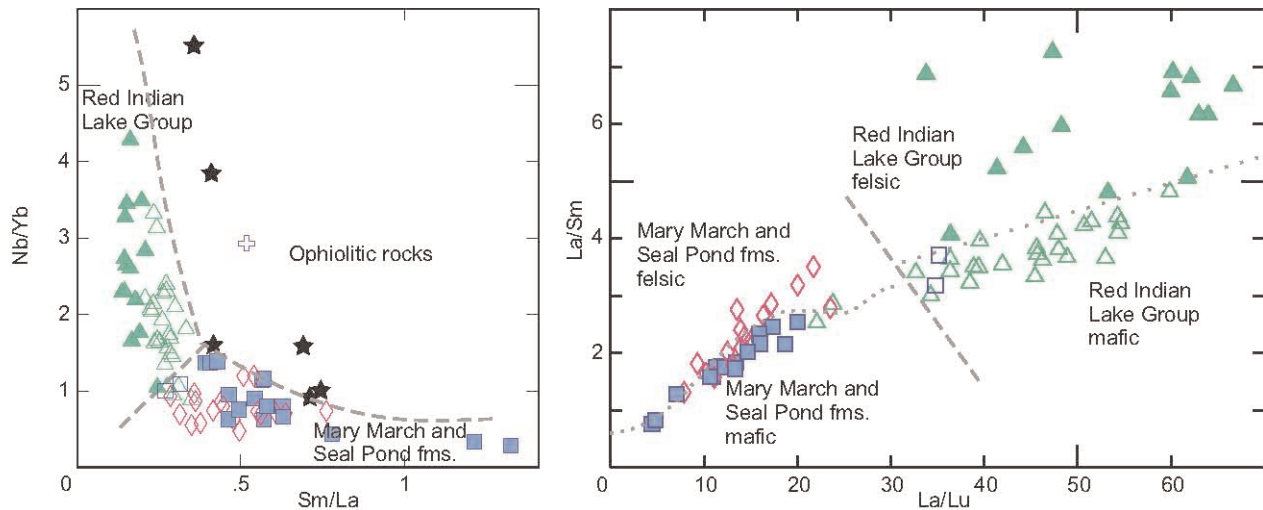 5
Red Indian
Lake Group
4
Nb/Yb
3
Ophiolitic rocks
2
1
Mary March and
Seal Pond fms.
0
.5
1
Sm/La
6
Red Indian
Lake Group
felsic
La/Sm
4
Mary March and
Seal Pond fms.
felsic
Red Indian
Lake Group
mafic
2
Mary March and
Seal Pond fms.
mafic
0
10
20
30
40
50
60
La/Lu